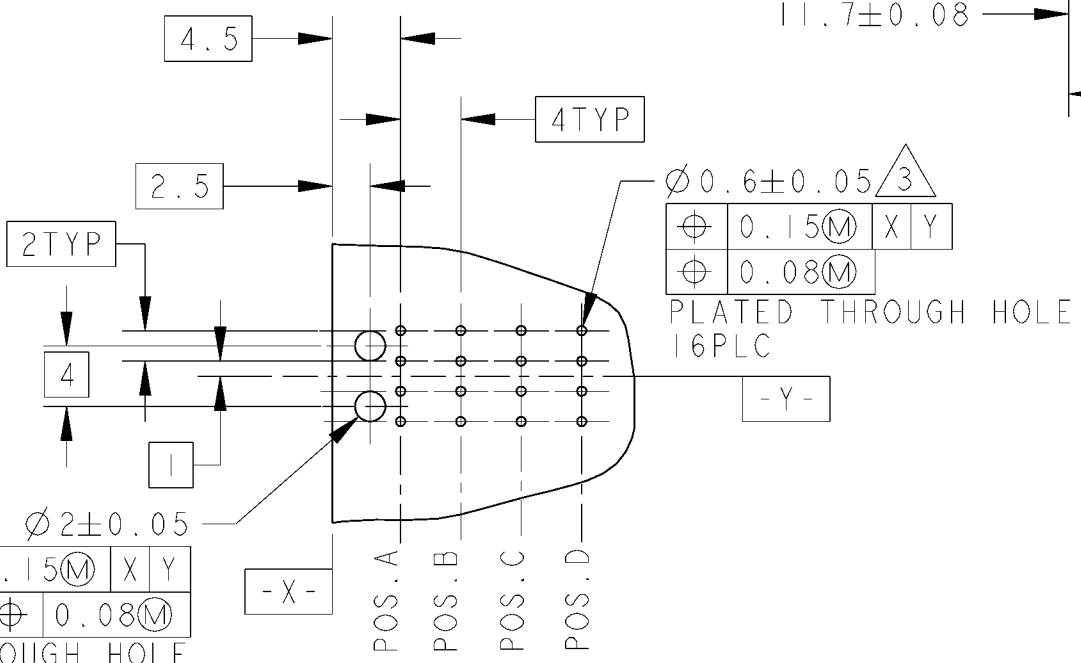 11.7±0.08
4.5
4TYP
2.5
Ø0.6±0.05 3
⌖ 0.15Ⓜ X Y
⌖ 0.08Ⓜ
PLATED THROUGH HOLE
16PLC
2TYP
4
-Y-
1
Ø2±0.05
.15Ⓜ X Y
⌖ 0.08Ⓜ
OUGH HOLE
-X-
POS.A
POS.B
POS.C
POS.D